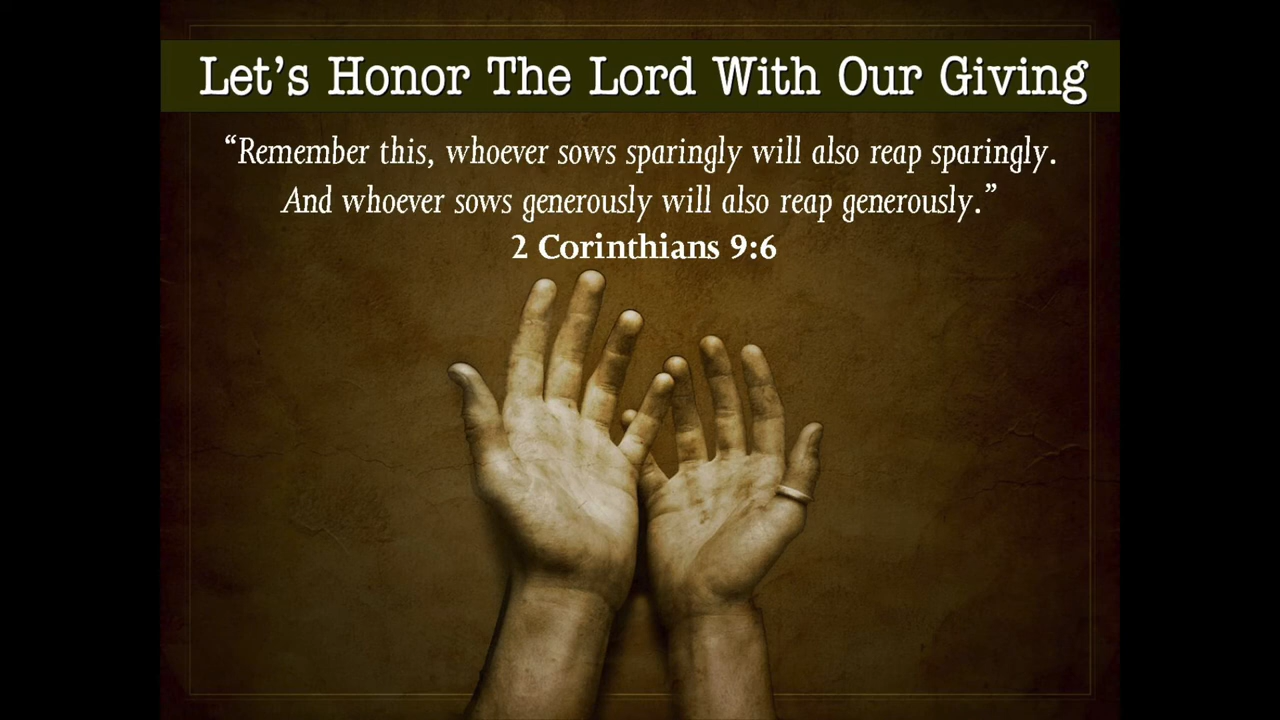 Let’s Honor The Lord With Our Giving
“Remember this, whoever sows sparingly will also reap sparingly.
And whoever sows generously will also reap generously.”
2 Corinthians 9:6